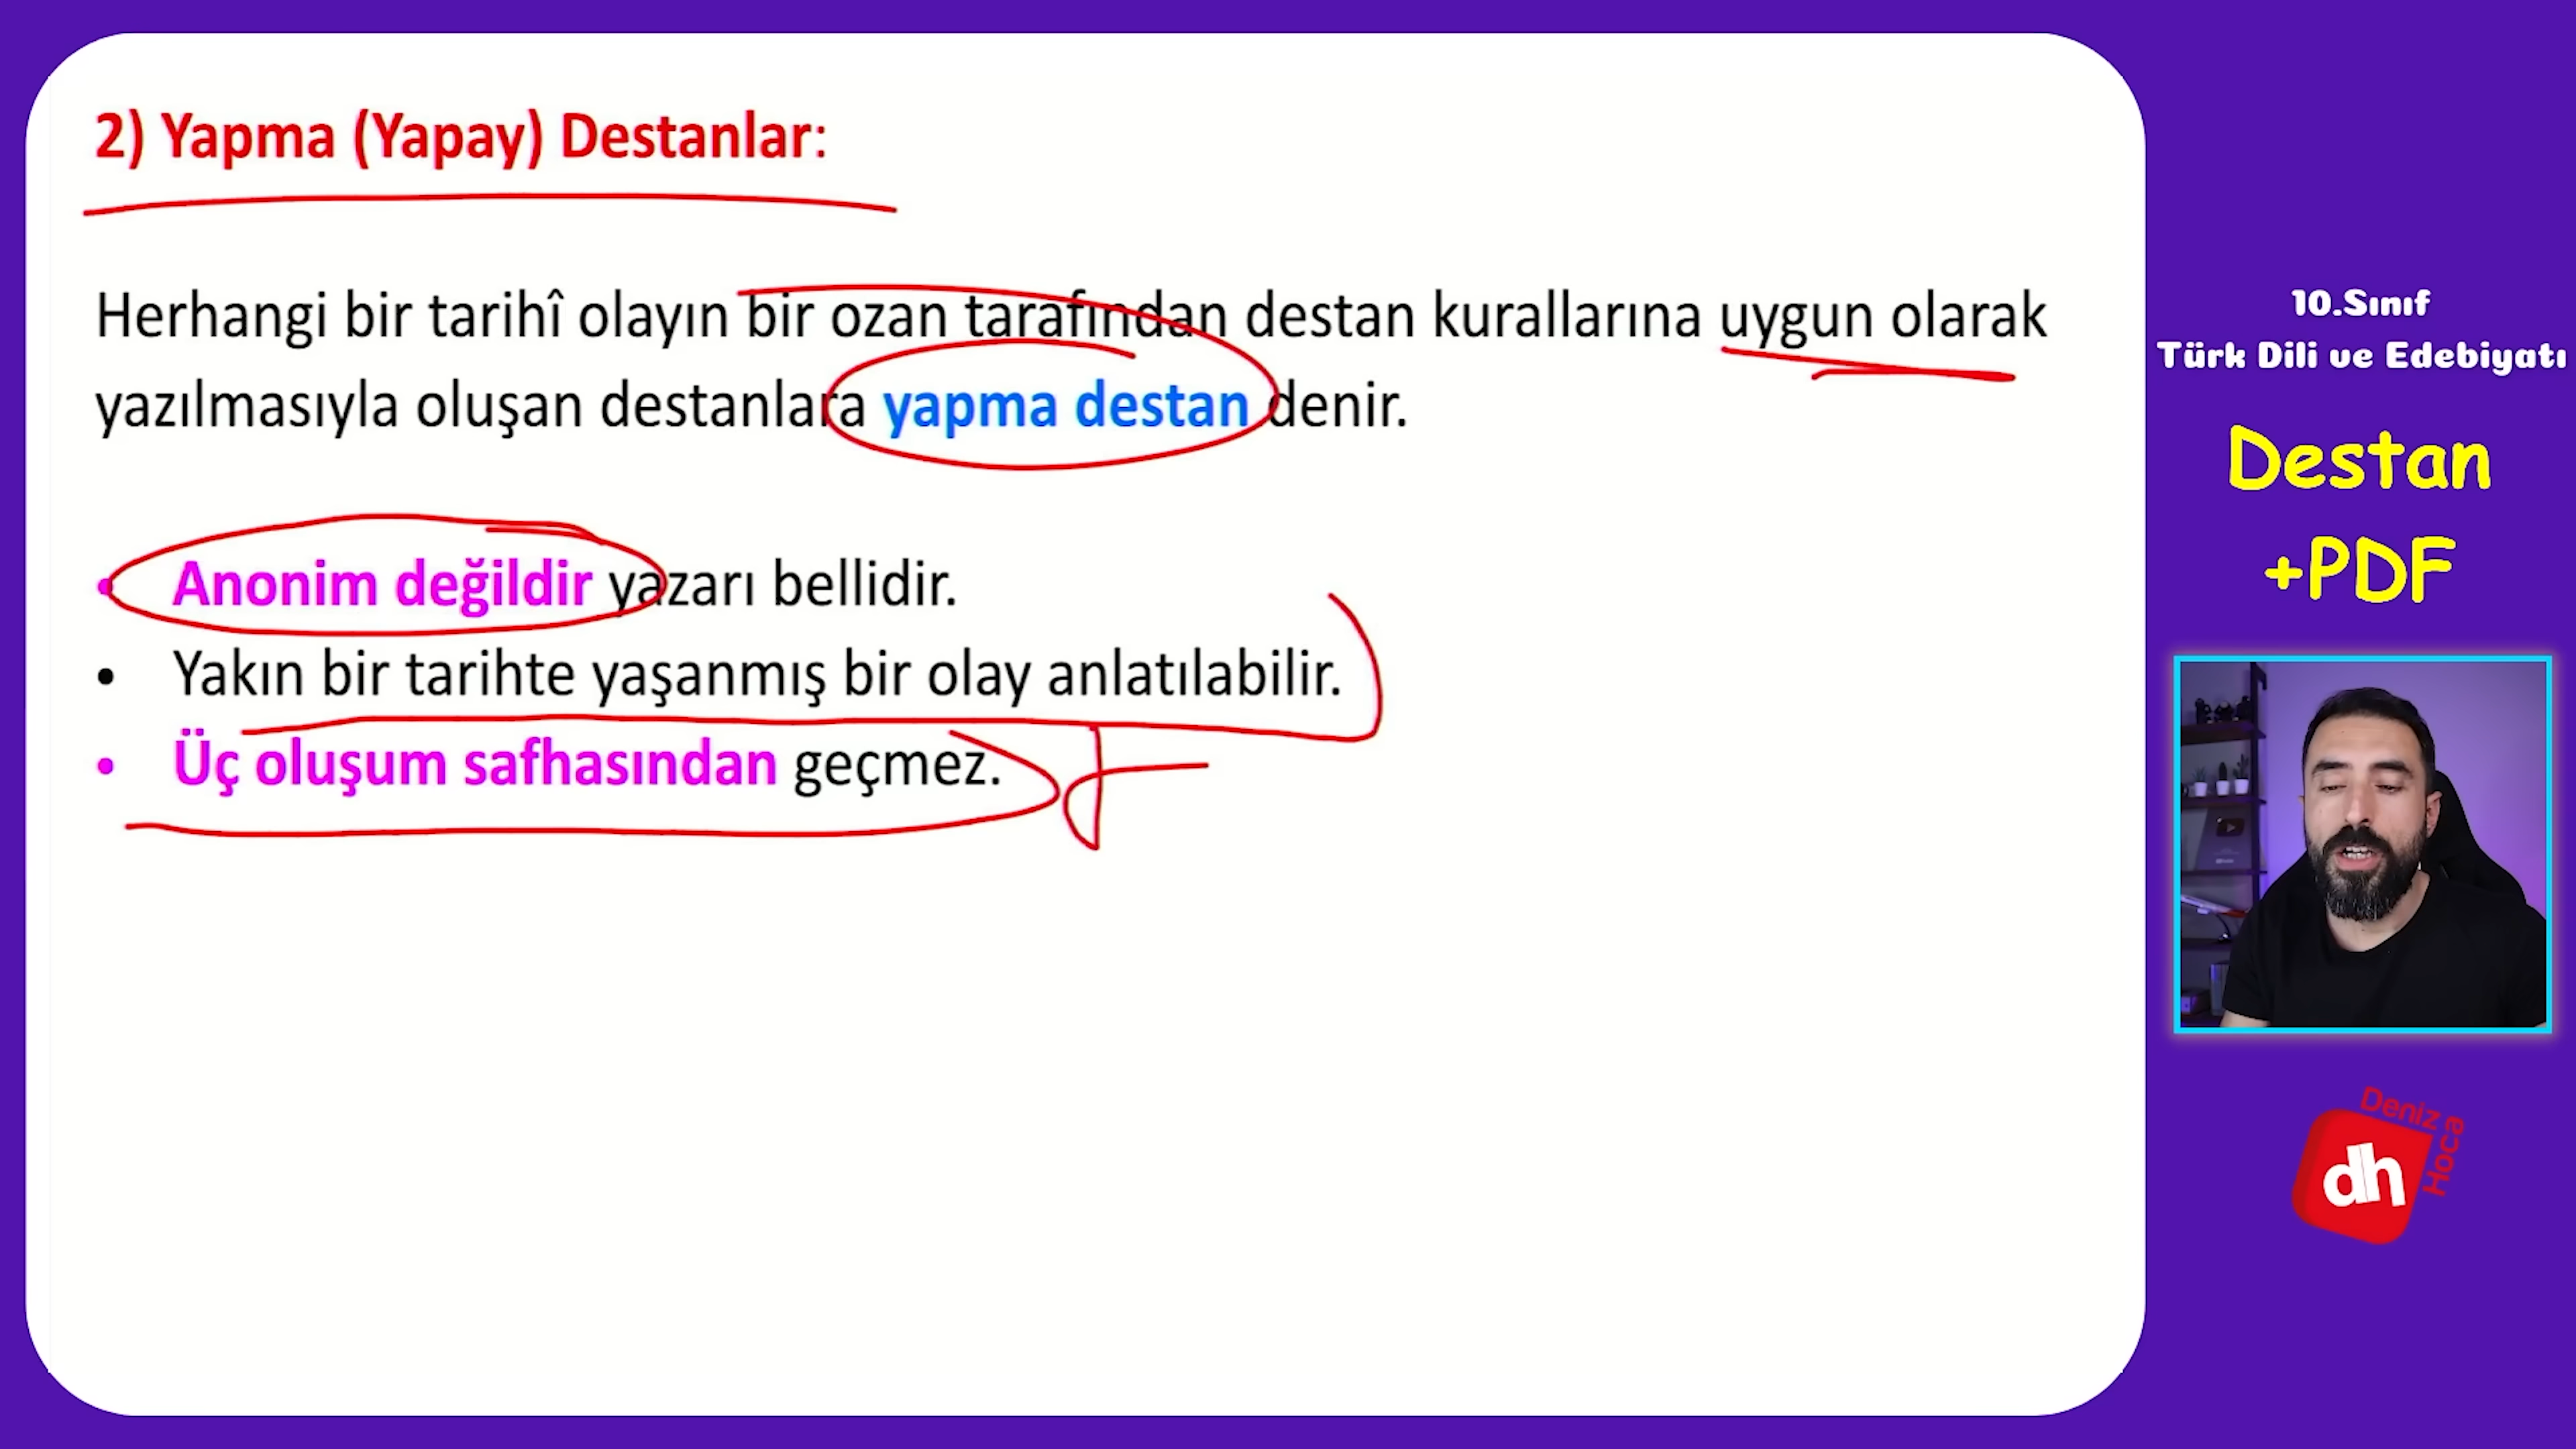 2) Yapma (Yapay) Destanlar:
Herhangi bir tarihî olayın bir ozan tarafından destan kurallarına uygun olarak
yazılmasıyla oluşan destanlara yapma destan denir.
• Anonim değildir yazarı bellidir.
• Yakın bir tarihte yaşanmış bir olay anlatılabilir.
• Üç oluşum safhasından geçmez.
10.Sınıf
Türk Dili ve Edebiyatı
Destan
+PDF
Deniz
Hoca
dh